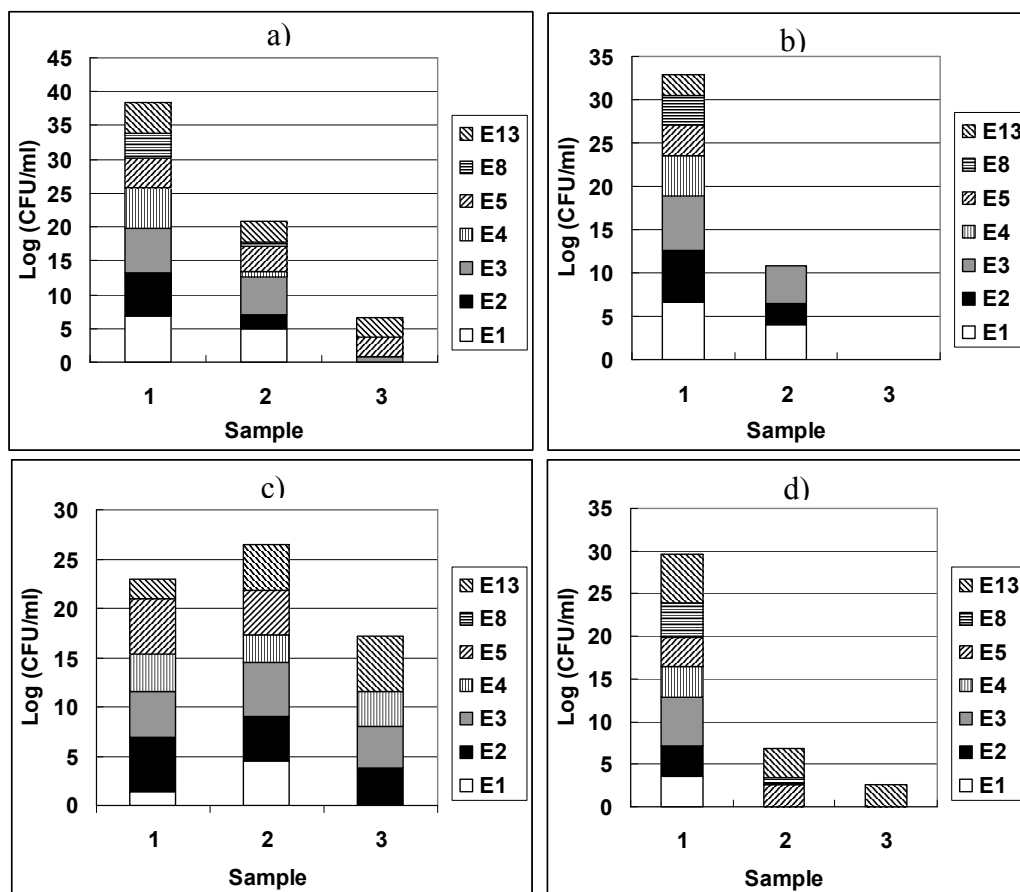 a)
Log (CFU/ml)
45
40
35
30
25
20
15
10
5
0
1 2 3
Sample
E13
E8
E5
E4
E3
E2
E1
b)
Log (CFU/ml)
35
30
25
20
15
10
5
0
1 2 3
Sample
E13
E8
E5
E4
E3
E2
E1
c)
Log (CFU/ml)
30
25
20
15
10
5
0
1 2 3
Sample
E13
E8
E5
E4
E3
E2
E1
d)
Log (CFU/ml)
35
30
25
20
15
10
5
0
1 2 3
Sample
E13
E8
E5
E4
E3
E2
E1